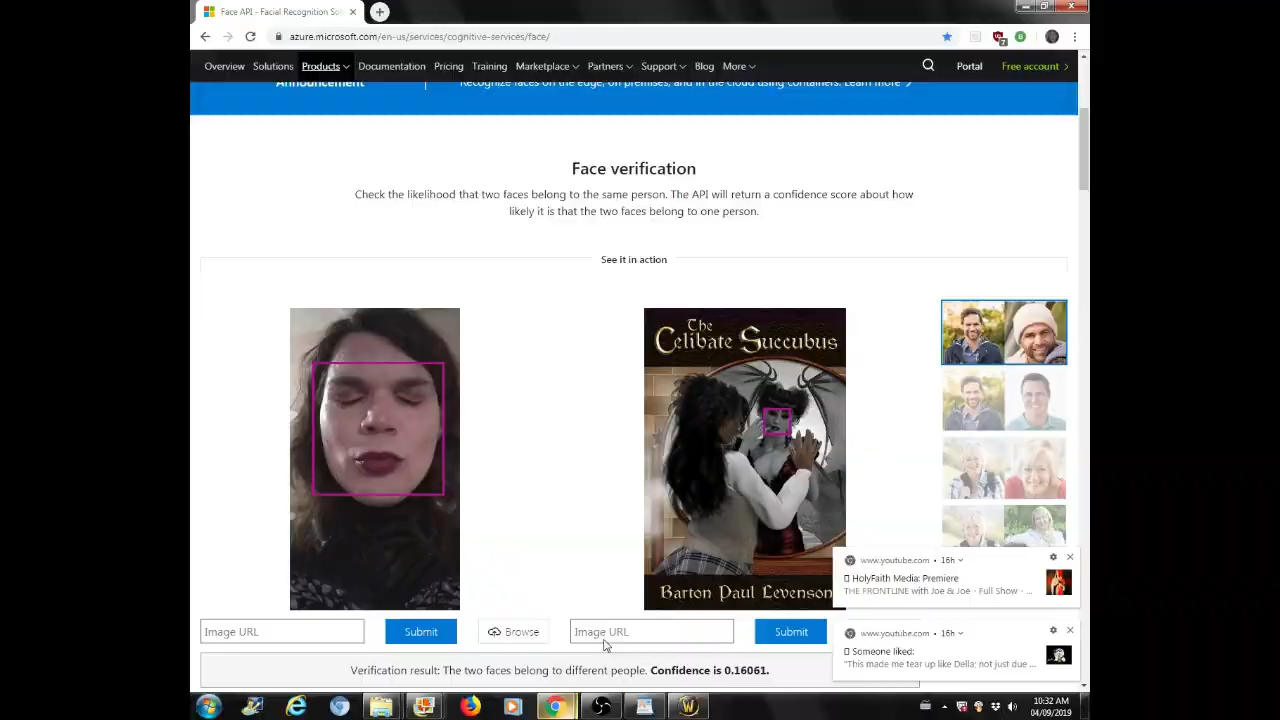 Face API - Facial Recognition So
azure.microsoft.com/en-us/services/cognitive-services/face/
7
Overview Solutions Products Documentation Pricing Training Marketplace Partners Support Blog More Portal Free account
Announcement Recognize faces on the edge, on premises, and in the cloud using containers. Learn more
Face verification
Check the likelihood that two faces belong to the same person. The API will return a confidence score about how
likely it is that the two faces belong to one person.
See it in action
The
Celibate Succubus
Barton Paul Levenson
www.youtube.com • 16h
HolyFaith Media: Premiere
THE FRONTLINE with Joe & Joe - Full Show - ...
Image URL Submit Browse Image URL Submit
www.youtube.com • 16h
Someone liked:
"This made me tear up like Della; not just due ...
Verification result: The two faces belong to different people. Confidence is 0.16061.
10:32 AM
04/09/2019